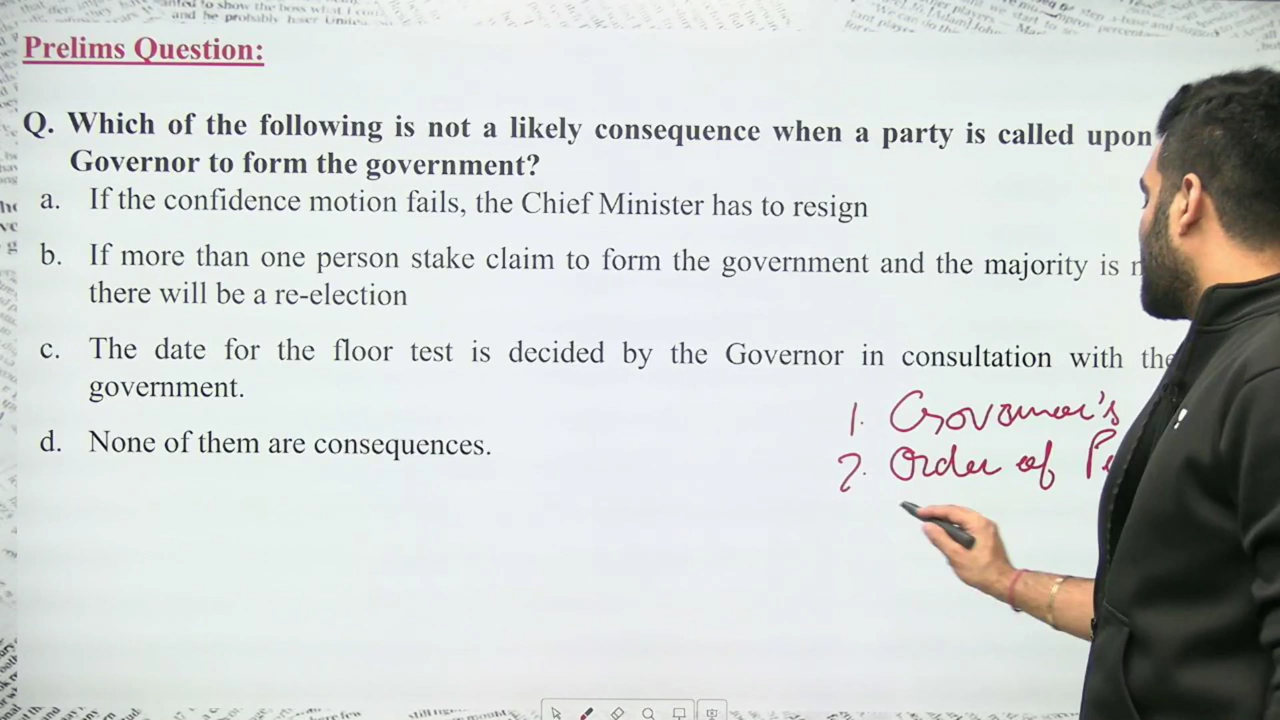 Prelims Question:
Q. Which of the following is not a likely consequence when a party is called upon
Governor to form the government?
a. If the confidence motion fails, the Chief Minister has to resign
b. If more than one person stake claim to form the government and the majority is
there will be a re-election
c. The date for the floor test is decided by the Governor in consultation with the
government.
1. Governor's
d. None of them are consequences.
2. Order of